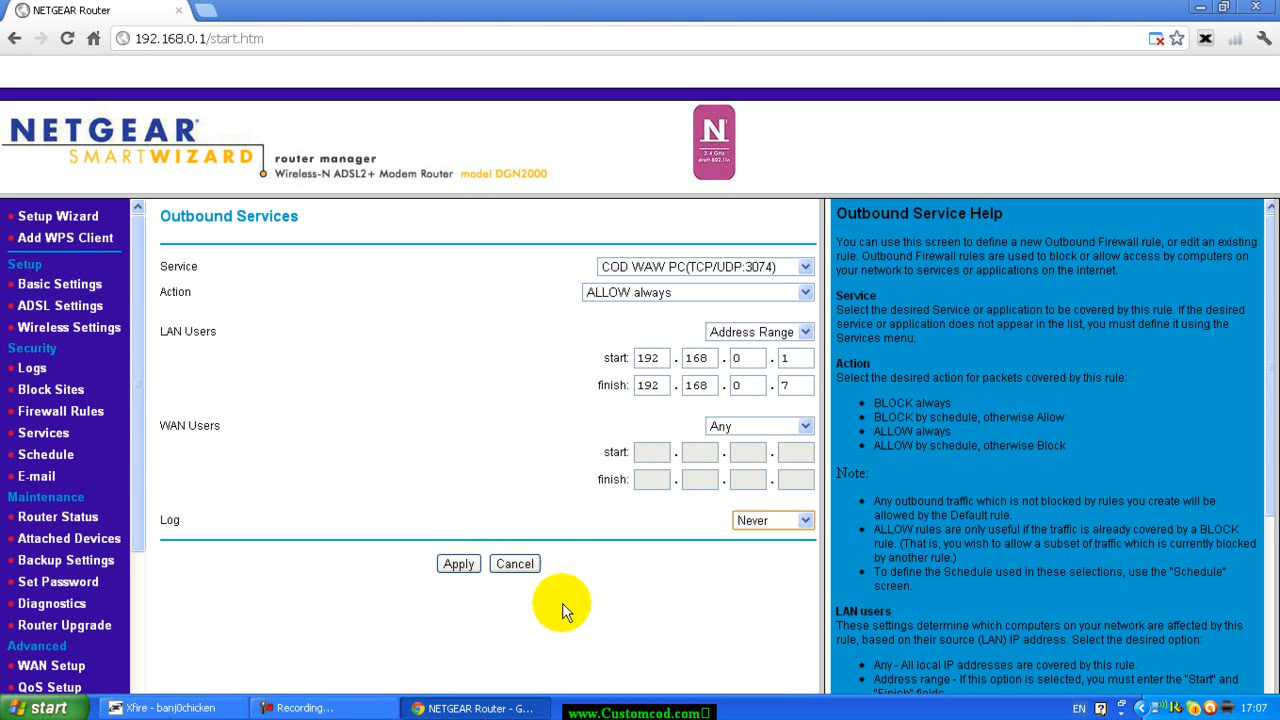 NETGEAR Router
192.168.0.1/start.htm
NETGEAR
SMARTWIZARD
router manager
Wireless-N ADSL2+ Modem Router model DGN2000
N
2.4 GHz
draft 802.11n
Setup Wizard
Add WPS Client
Setup
Basic Settings
ADSL Settings
Wireless Settings
Security
Logs
Block Sites
Firewall Rules
Services
Schedule
E-mail
Maintenance
Router Status
Attached Devices
Backup Settings
Set Password
Diagnostics
Router Upgrade
Advanced
WAN Setup
QoS Setup
Outbound Services
Service COD WAW PC(TCP/UDP:3074)
Action ALLOW always
LAN Users Address Range
start: 192 . 168 . 0 . 1
finish: 192 . 168 . 0 . 7
WAN Users Any
start: . . .
finish: . . .
Log Never
Apply Cancel
Outbound Service Help
You can use this screen to define a new Outbound Firewall rule, or edit an existing
rule. Outbound Firewall rules are used to block or allow access by computers on
your network to services or applications on the Internet.
Service
Select the desired Service or application to be covered by this rule. If the desired
service or application does not appear in the list, you must define it using the
Services menu.
Action
Select the desired action for packets covered by this rule:
• BLOCK always
• BLOCK by schedule, otherwise Allow
• ALLOW always
• ALLOW by schedule, otherwise Block
Note:
• Any outbound traffic which is not blocked by rules you create will be
allowed by the Default rule.
• ALLOW rules are only useful if the traffic is already covered by a BLOCK
rule. (That is, you wish to allow a subset of traffic which is currently blocked
by another rule.)
• To define the Schedule used in these selections, use the "Schedule"
screen.
LAN users
These settings determine which computers on your network are affected by this
rule, based on their source (LAN) IP address. Select the desired option:
• Any - All local IP addresses are covered by this rule.
• Address range - If this option is selected, you must enter the "Start" and
"Finish" fields.
start
Xfire - banj0chicken
Recording...
NETGEAR Router - G...
www.Customcod.com
EN
17:07